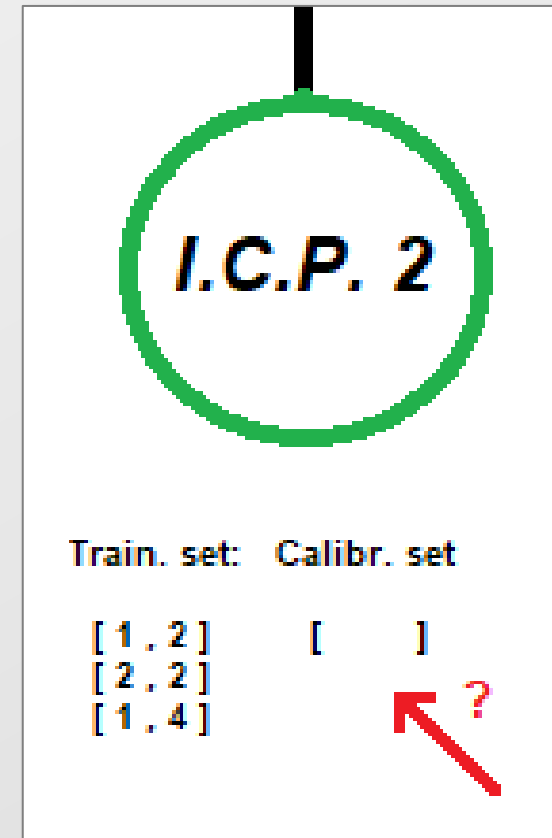 I.C.P. 2
Train. set: Calibr. set
[ 1 , 2 ] [ ]
[ 2 , 2 ]
[ 1 , 4 ]
?